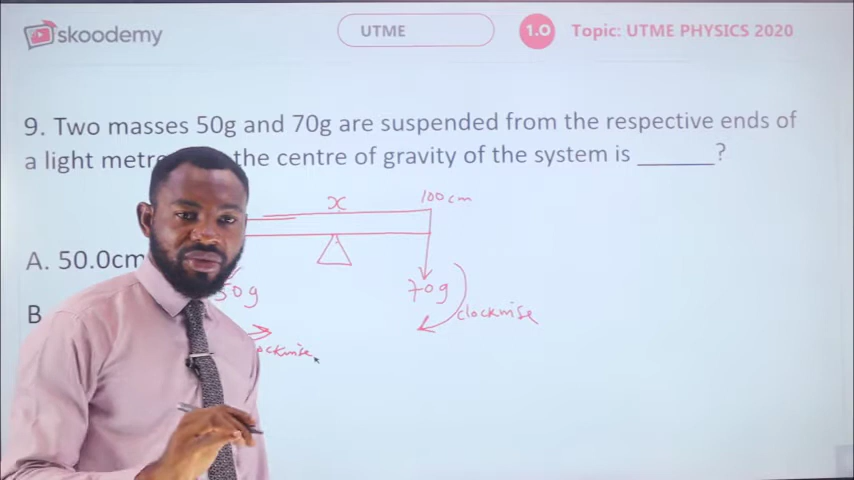 skoodemy
UTME
1.0 Topic: UTME PHYSICS 2020
9. Two masses 50g and 70g are suspended from the respective ends of
a light metre the centre of gravity of the system is ______?
x 100 cm
A. 50.0cm
50g 70g
B
clockwise
ockwise